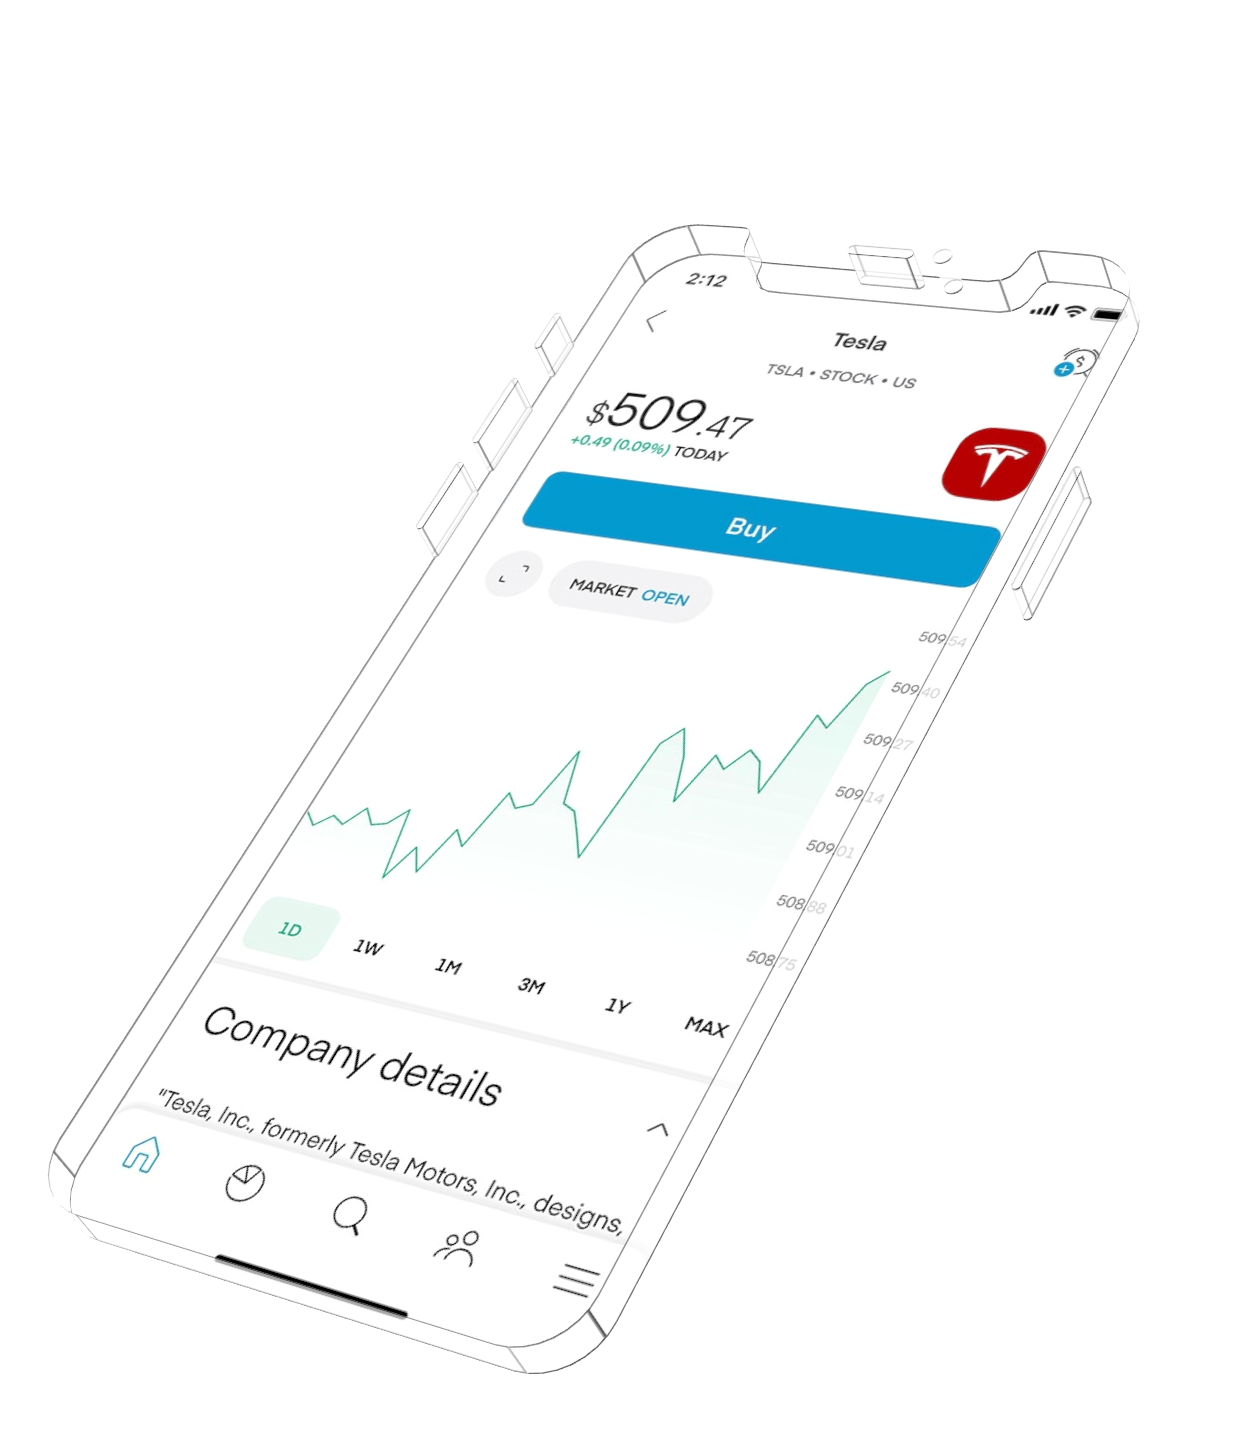 2:12
Tesla
TSLA • STOCK • US
$509.47
+0.49 (0.09%) TODAY
Buy
MARKET OPEN
509.54
509.40
509.27
509.14
509.01
508.88
508.75
1D 1W 1M 3M 1Y MAX
Company details
"Tesla, Inc., formerly Tesla Motors, Inc., designs,